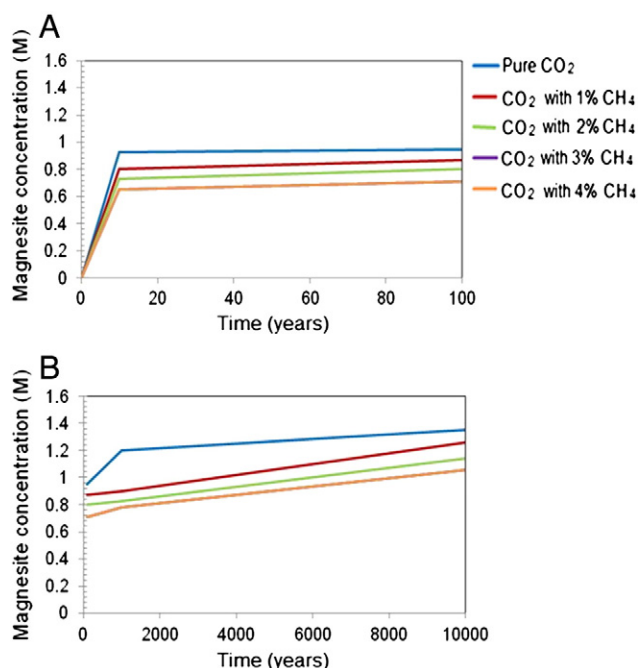 A
Magnesite concentration (M)
1.6
1.4
1.2
1
0.8
0.6
0.4
0.2
0
0 20 40 60 80 100
Time (years)
Pure CO₂
CO₂ with 1% CH₄
CO₂ with 2% CH₄
CO₂ with 3% CH₄
CO₂ with 4% CH₄
B
Magnesite concentration (M)
1.6
1.4
1.2
1
0.8
0.6
0.4
0.2
0
0 2000 4000 6000 8000 10000
Time (years)